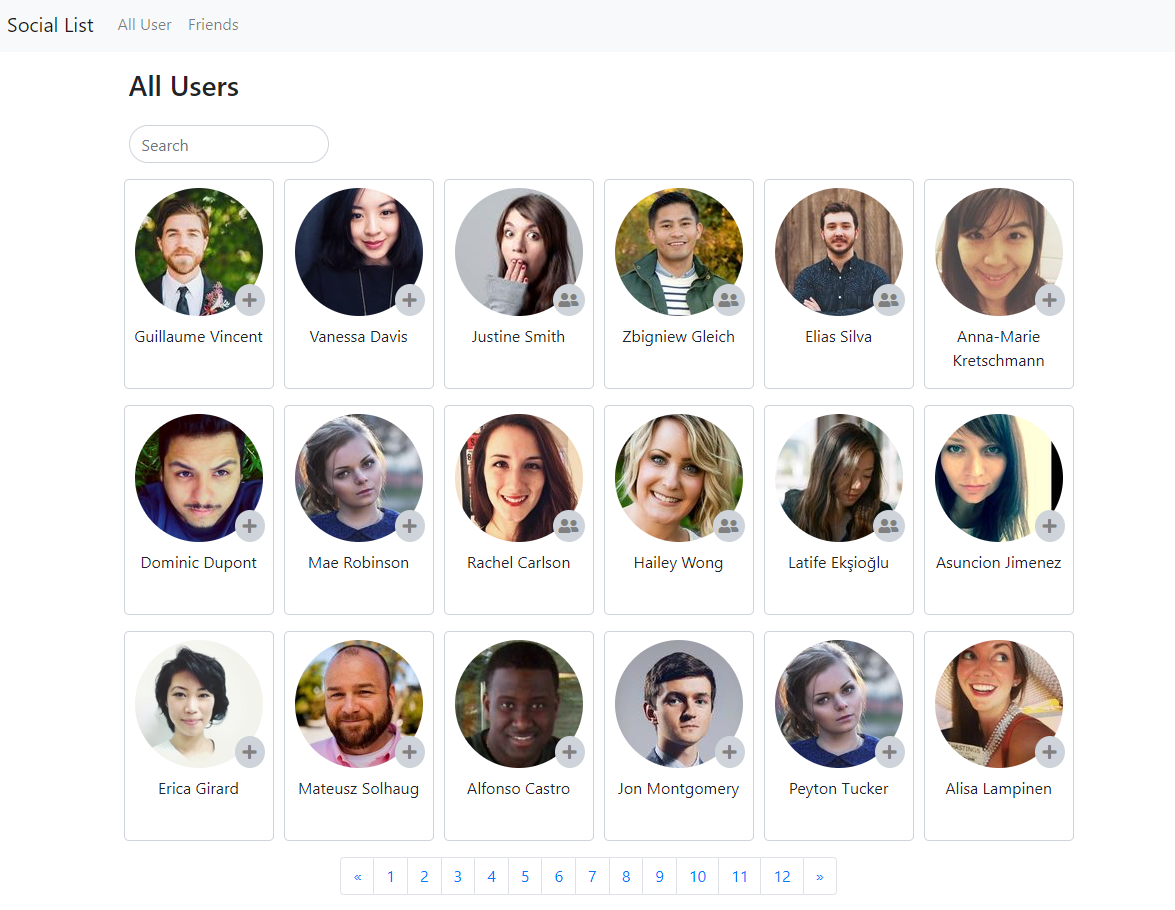 Social List All User Friends
All Users
Search
Guillaume Vincent Vanessa Davis Justine Smith Zbigniew Gleich Elias Silva Anna-Marie
Kretschmann
Dominic Dupont Mae Robinson Rachel Carlson Hailey Wong Latife Ekşioğlu Asuncion Jimenez
Erica Girard Mateusz Solhaug Alfonso Castro Jon Montgomery Peyton Tucker Alisa Lampinen
« 1 2 3 4 5 6 7 8 9 10 11 12 »